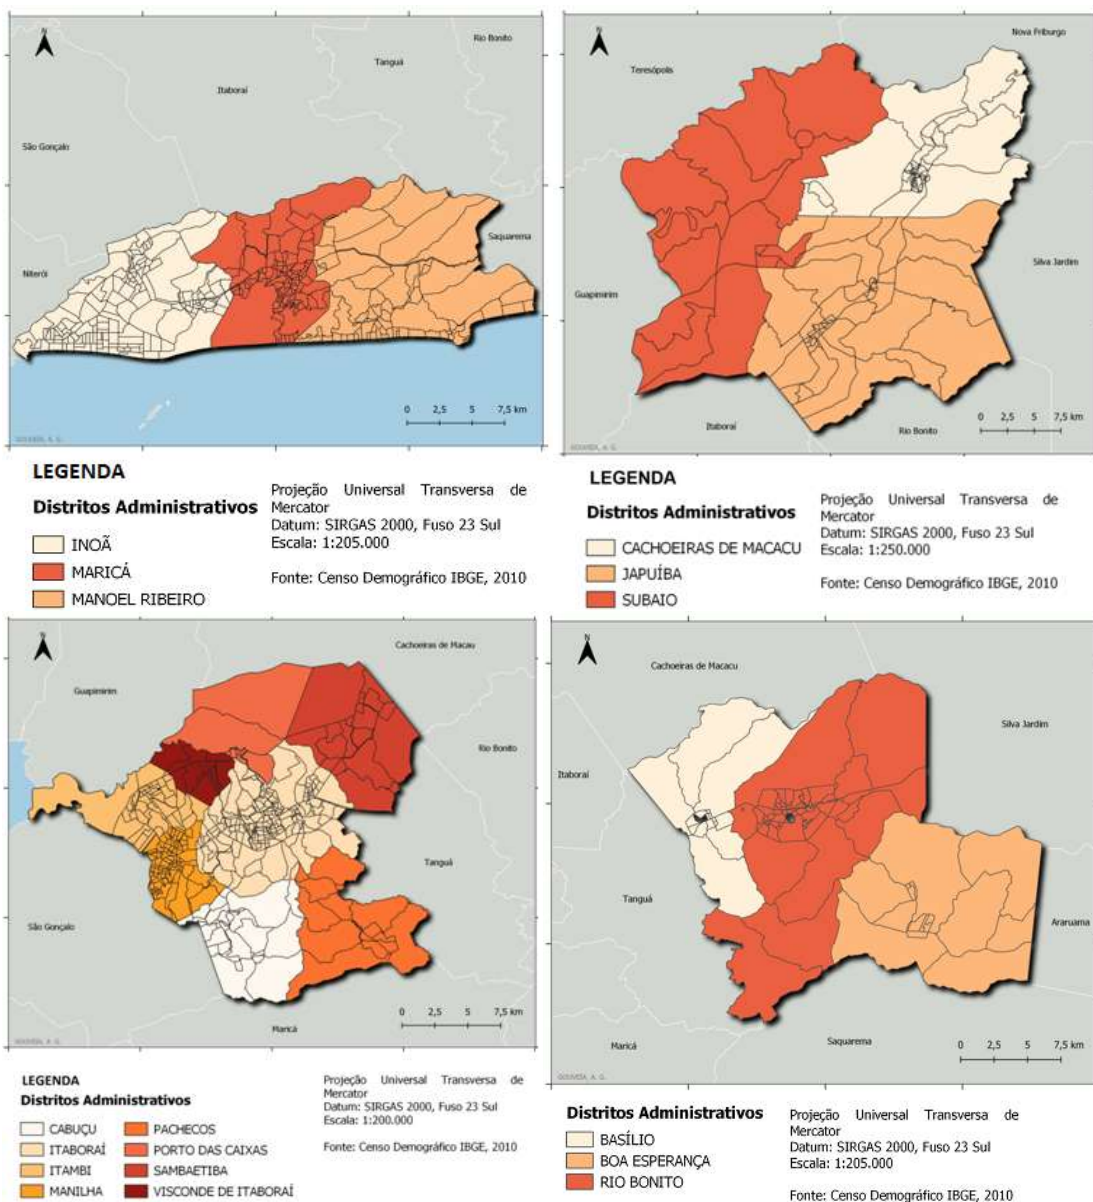 N
Rio Bonito
Tanguá
Itaboraí
São Gonçalo
Saquarema
Niterói
0 2,5 5 7,5 km
GOUVEIA, A. G.
LEGENDA
Distritos Administrativos
INOÃ
MARICÁ
MANOEL RIBEIRO
Projeção Universal Transversa de
Mercator
Datum: SIRGAS 2000, Fuso 23 Sul
Escala: 1:205.000
Fonte: Censo Demográfico IBGE, 2010
N
Nova Friburgo
Teresópolis
Silva Jardim
Guapimirim
0 2,5 5 7,5 km
Itaboraí
Rio Bonito
GOUVEIA, A. G.
LEGENDA
Distritos Administrativos
CACHOEIRAS DE MACACU
JAPUÍBA
SUBAIO
Projeção Universal Transversa de
Mercator
Datum: SIRGAS 2000, Fuso 23 Sul
Escala: 1:250.000
Fonte: Censo Demográfico IBGE, 2010
N
Cachoeiras de Macau
Guapimirim
Rio Bonito
Tanguá
São Gonçalo
0 2,5 5 7,5 km
Maricá
GOUVEIA, A. G.
LEGENDA
Distritos Administrativos
CABUÇU
ITABORAÍ
ITAMBI
MANILHA
PACHECOS
PORTO DAS CAIXAS
SAMBAETIBA
VISCONDE DE ITABORAÍ
Projeção Universal Transversa de
Mercator
Datum: SIRGAS 2000, Fuso 23 Sul
Escala: 1:200.000
Fonte: Censo Demográfico IBGE, 2010
N
Cachoeiras de Macacu
Silva Jardim
Itaboraí
Tanguá
Araruama
Maricá
Saquarema
0 2,5 5 7,5 km
GOUVEIA, A. G.
Distritos Administrativos
BASÍLIO
BOA ESPERANÇA
RIO BONITO
Projeção Universal Transversa de
Mercator
Datum: SIRGAS 2000, Fuso 23 Sul
Escala: 1:205.000
Fonte: Censo Demográfico IBGE, 2010